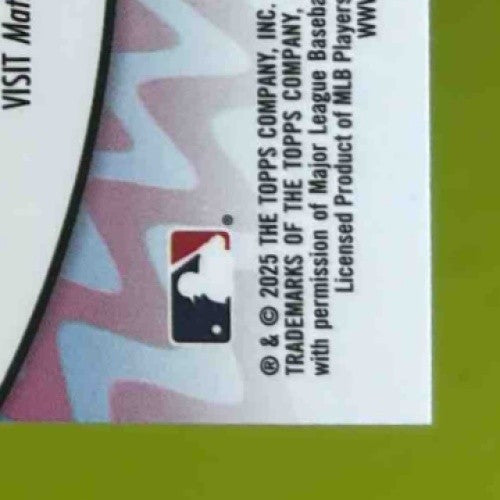 VISIT
® & © 2025 THE TOPPS COMPANY, INC.
TRADEMARKS OF THE TOPPS COMPANY,
with permission of Major League
Licensed Product of MLB Players
®